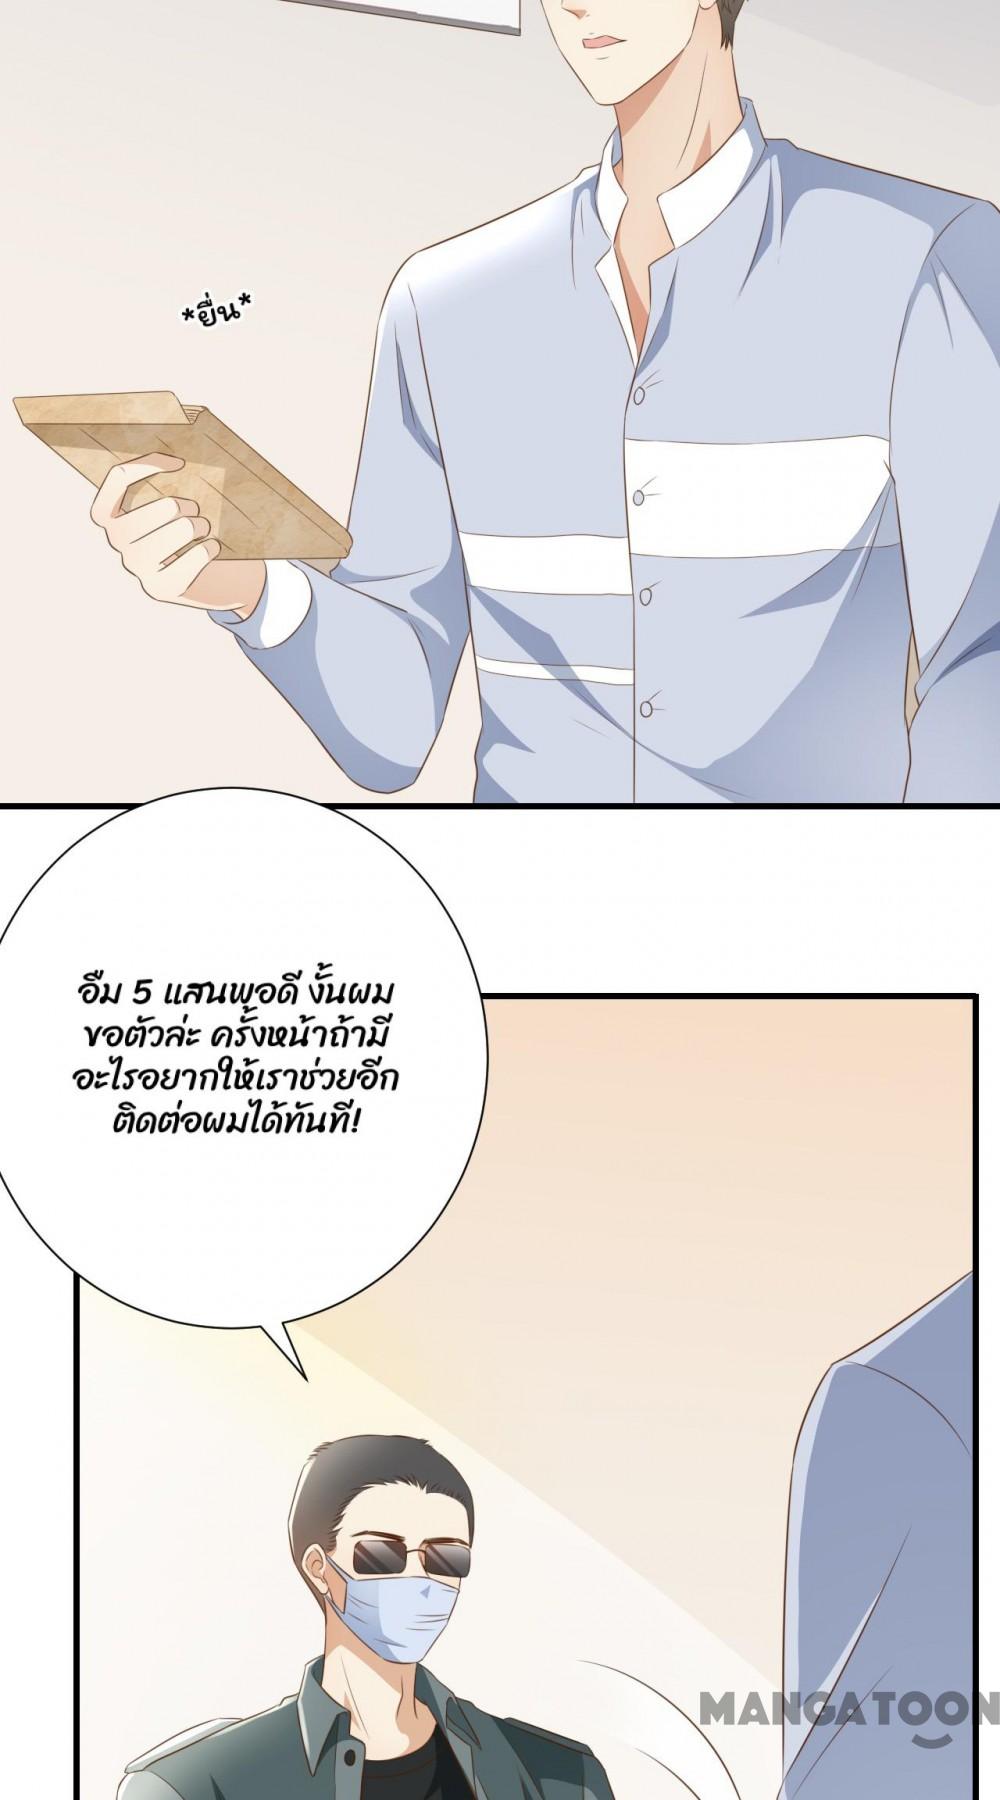 *ยื่น*
อืม 5 แสนพอดี งั้นผม
ขอตัวล่ะ ครั้งหน้าถ้ามี
อะไรอยากให้เราช่วยอีก
ติดต่อผมได้ทันที!
MANGATOON